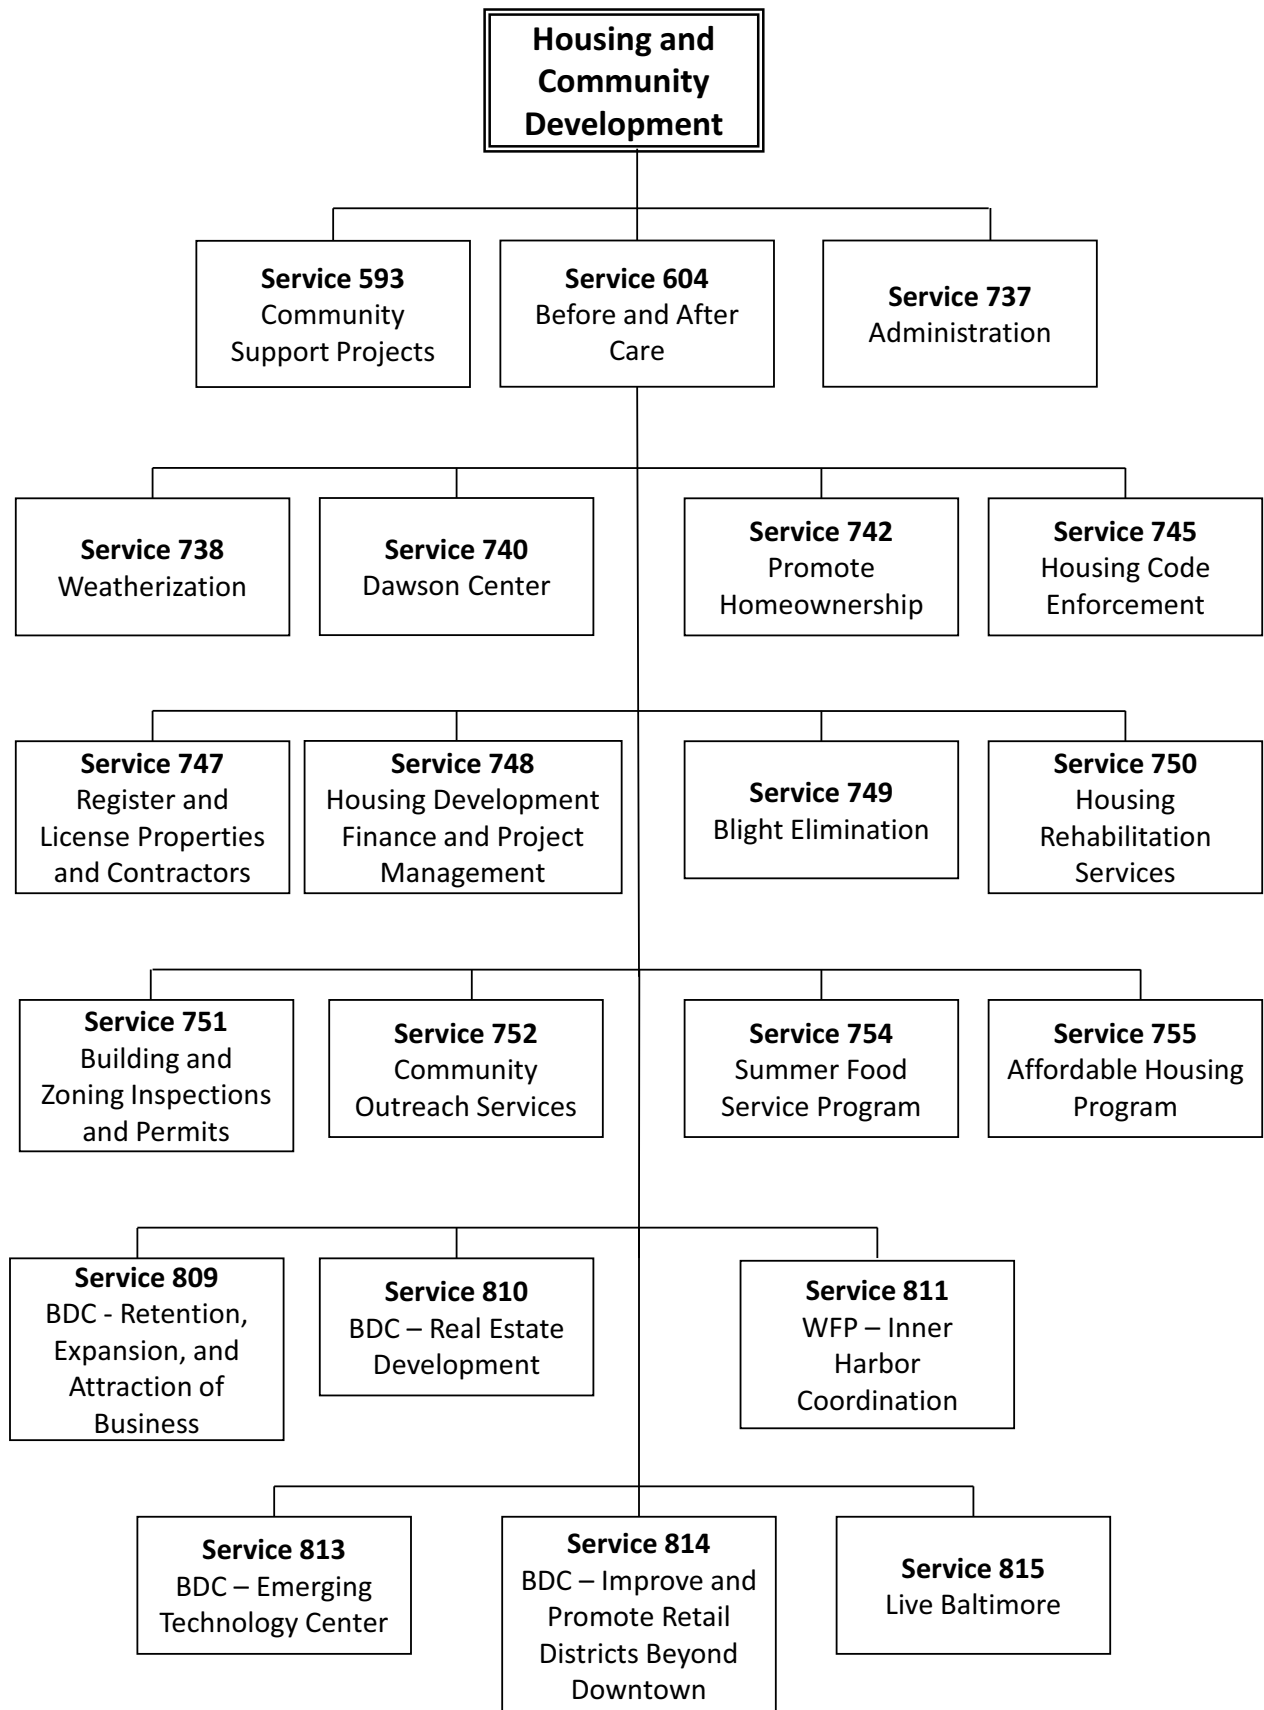 Housing and
Community
Development
Service 593
Community
Support Projects
Service 604
Before and After
Care
Service 737
Administration
Service 738
Weatherization
Service 740
Dawson Center
Service 742
Promote
Homeownership
Service 745
Housing Code
Enforcement
Service 747
Register and
License Properties
and Contractors
Service 748
Housing Development
Finance and Project
Management
Service 749
Blight Elimination
Service 750
Housing
Rehabilitation
Services
Service 751
Building and
Zoning Inspections
and Permits
Service 752
Community
Outreach Services
Service 754
Summer Food
Service Program
Service 755
Affordable Housing
Program
Service 809
BDC - Retention,
Expansion, and
Attraction of
Business
Service 810
BDC – Real Estate
Development
Service 811
WFP – Inner
Harbor
Coordination
Service 813
BDC – Emerging
Technology Center
Service 814
BDC – Improve and
Promote Retail
Districts Beyond
Downtown
Service 815
Live Baltimore